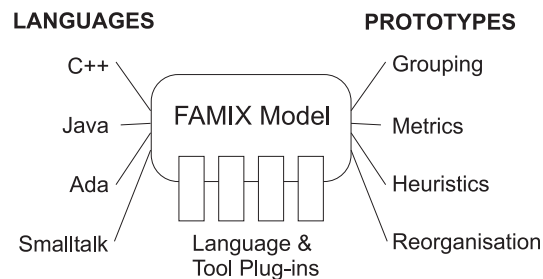 LANGUAGES
PROTOTYPES
C++
Java
Ada
Smalltalk
FAMIX Model
Language &
Tool Plug-ins
Grouping
Metrics
Heuristics
Reorganisation